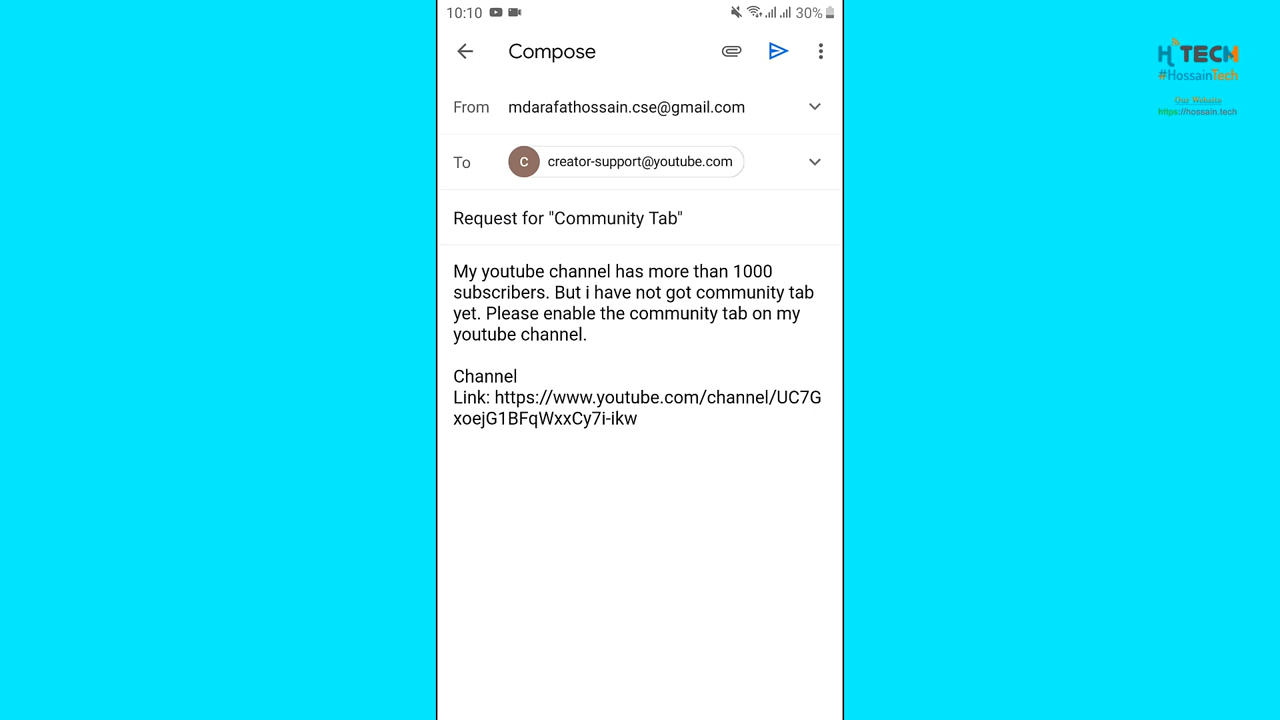 10:10 30%
Compose
From mdarafathossain.cse@gmail.com
To C creator-support@youtube.com
Request for "Community Tab"
My youtube channel has more than 1000
subscribers. But i have not got community tab
yet. Please enable the community tab on my
youtube channel.
Channel
Link: https://www.youtube.com/channel/UC7G
xoejG1BFqWxxCy7i-ikw
H TECH
#HossainTech
Our Website
https://hossain.tech